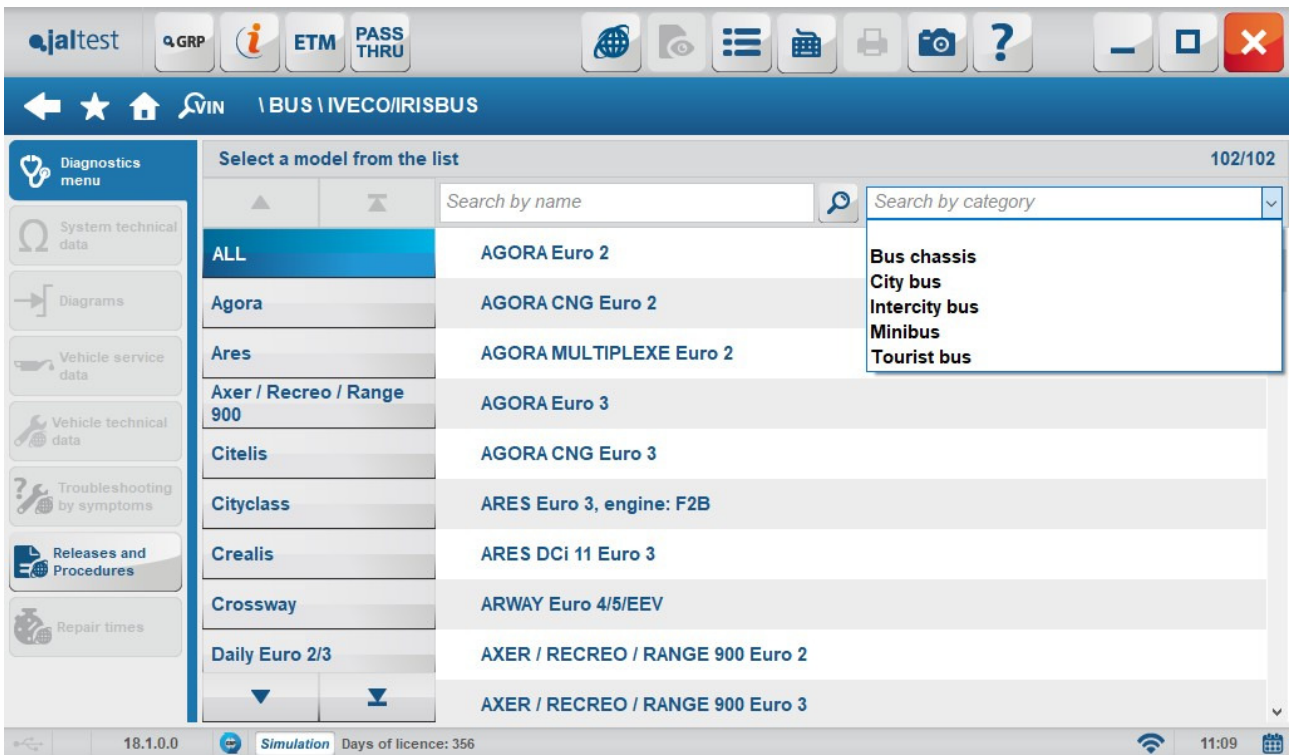 jaltest
GRP
i
ETM
PASS
THRU
?
VIN
\ BUS \ IVECO/IRISBUS
Diagnostics
menu
System technical
data
Diagrams
Vehicle service
data
Vehicle technical
data
Troubleshooting
by symptoms
Releases and
Procedures
Repair times
Select a model from the list
102/102
Search by name
Search by category
Bus chassis
City bus
Intercity bus
Minibus
Tourist bus
ALL
Agora
Ares
Axer / Recreo / Range
900
Citelis
Cityclass
Crealis
Crossway
Daily Euro 2/3
AGORA Euro 2
AGORA CNG Euro 2
AGORA MULTIPLEXE Euro 2
AGORA Euro 3
AGORA CNG Euro 3
ARES Euro 3, engine: F2B
ARES DCi 11 Euro 3
ARWAY Euro 4/5/EEV
AXER / RECREO / RANGE 900 Euro 2
AXER / RECREO / RANGE 900 Euro 3
18.1.0.0
Simulation
Days of licence: 356
11:09